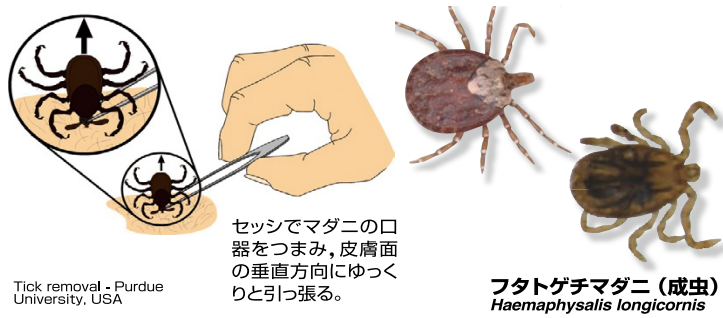 セッシでマダニの口
器をつまみ，皮膚面
の垂直方向にゆっく
りと引っ張る。
Tick removal - Purdue
University, USA
フタトゲチマダニ（成虫）
Haemaphysalis longicornis